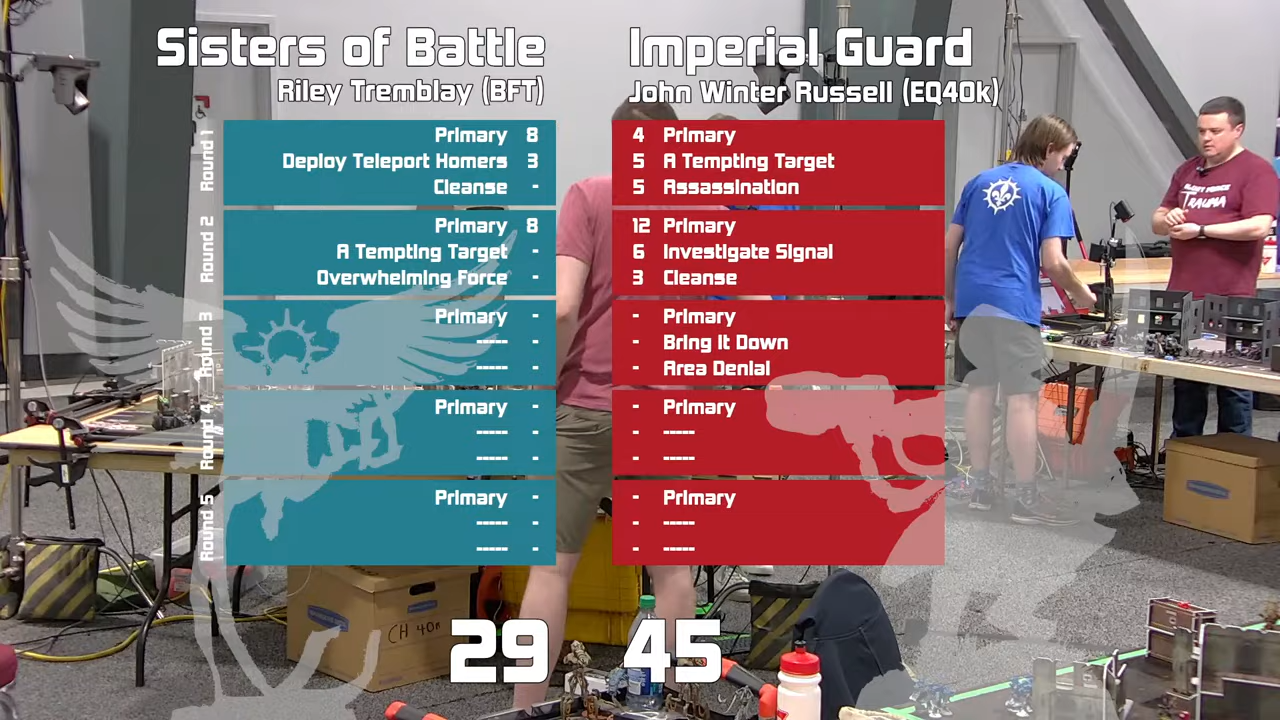 Sisters of Battle
Riley Tremblay (BFT)
Round 1
Primary 8
Deploy Teleport Homers 3
Cleanse -
Round 2
Primary 8
A Tempting Target -
Overwhelming Force -
Round 3
Primary -
----- -
----- -
Round 4
Primary -
----- -
----- -
Round 5
Primary -
----- -
----- -
29
Imperial Guard
John Winter Russell (EQ40k)
4 Primary
5 A Tempting Target
5 Assassination
12 Primary
6 Investigate Signal
3 Cleanse
- Primary
- Bring It Down
- Area Denial
- Primary
- -----
- -----
- Primary
- -----
- -----
45
TRAUMA
CH 40K